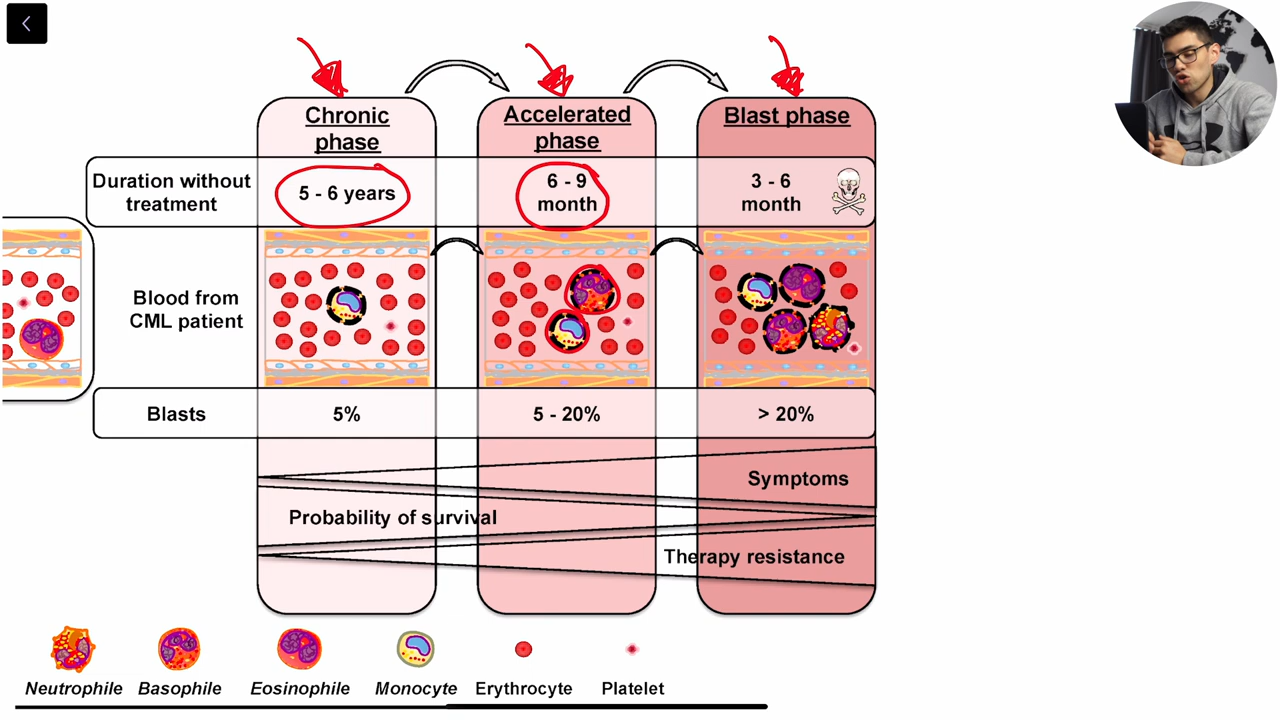 Chronic
phase
Accelerated
phase
Blast phase
Duration without
treatment
5 - 6 years
6 - 9
month
3 - 6
month
Blood from
CML patient
Blasts
5%
5 - 20%
> 20%
Symptoms
Probability of survival
Therapy resistance
Neutrophile
Basophile
Eosinophile
Monocyte
Erythrocyte
Platelet